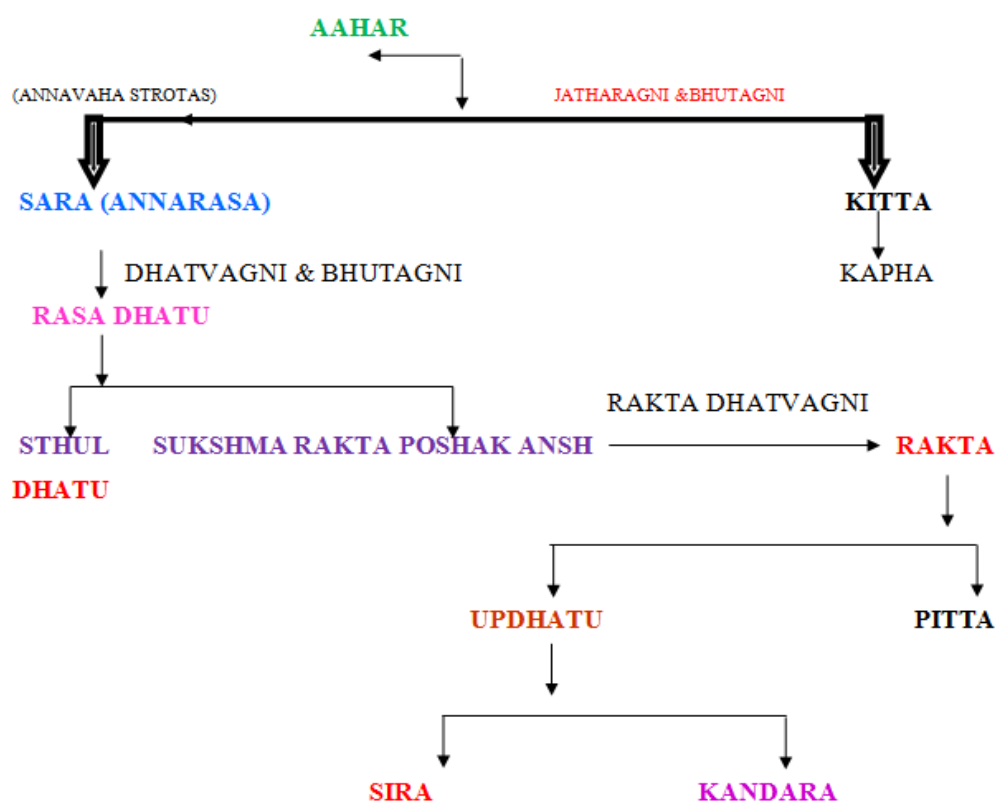 AAHAR
(ANNAVAHA STROTAS)
JATHARAGNI &BHUTAGNI
SARA (ANNARASA)
KITTA
DHATVAGNI & BHUTAGNI
KAPHA
RASA DHATU
RAKTA DHATVAGNI
STHUL
DHATU
SUKSHMA RAKTA POSHAK ANSH
RAKTA
UPDHATU
PITTA
SIRA
KANDARA